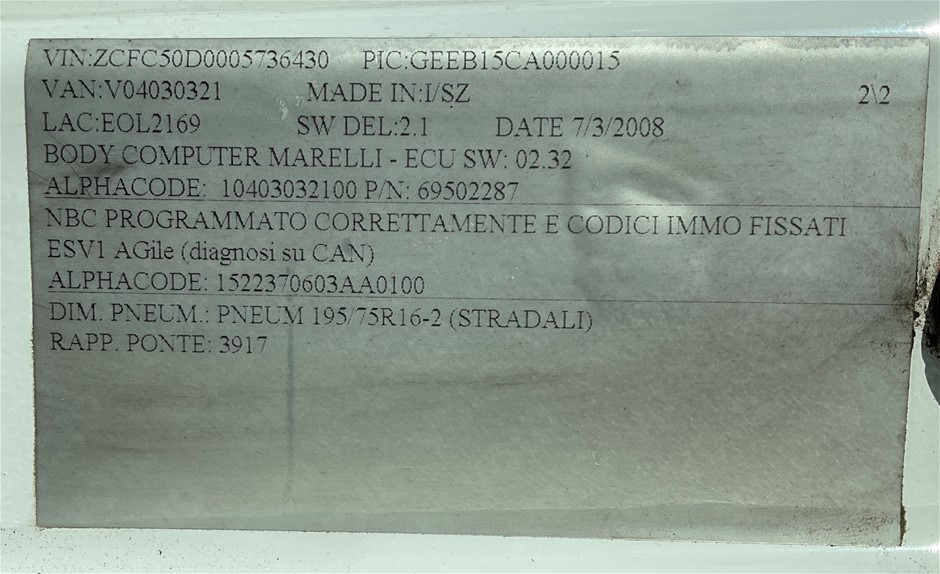 VIN:ZCFC50D0005736430 PIC:GEEB15CA000015
VAN:V04030321 MADE IN:I/SZ 2\2
LAC:EOL2169 SW DEL:2.1 DATE 7/3/2008
BODY COMPUTER MARELLI - ECU SW: 02.32
ALPHACODE: 10403032100 P/N: 69502287
NBC PROGRAMMATO CORRETTAMENTE E CODICI IMMO FISSATI
ESV1 AGile (diagnosi su CAN)
ALPHACODE: 1522370603AA0100
DIM. PNEUM.: PNEUM 195/75R16-2 (STRADALI)
RAPP. PONTE: 3917